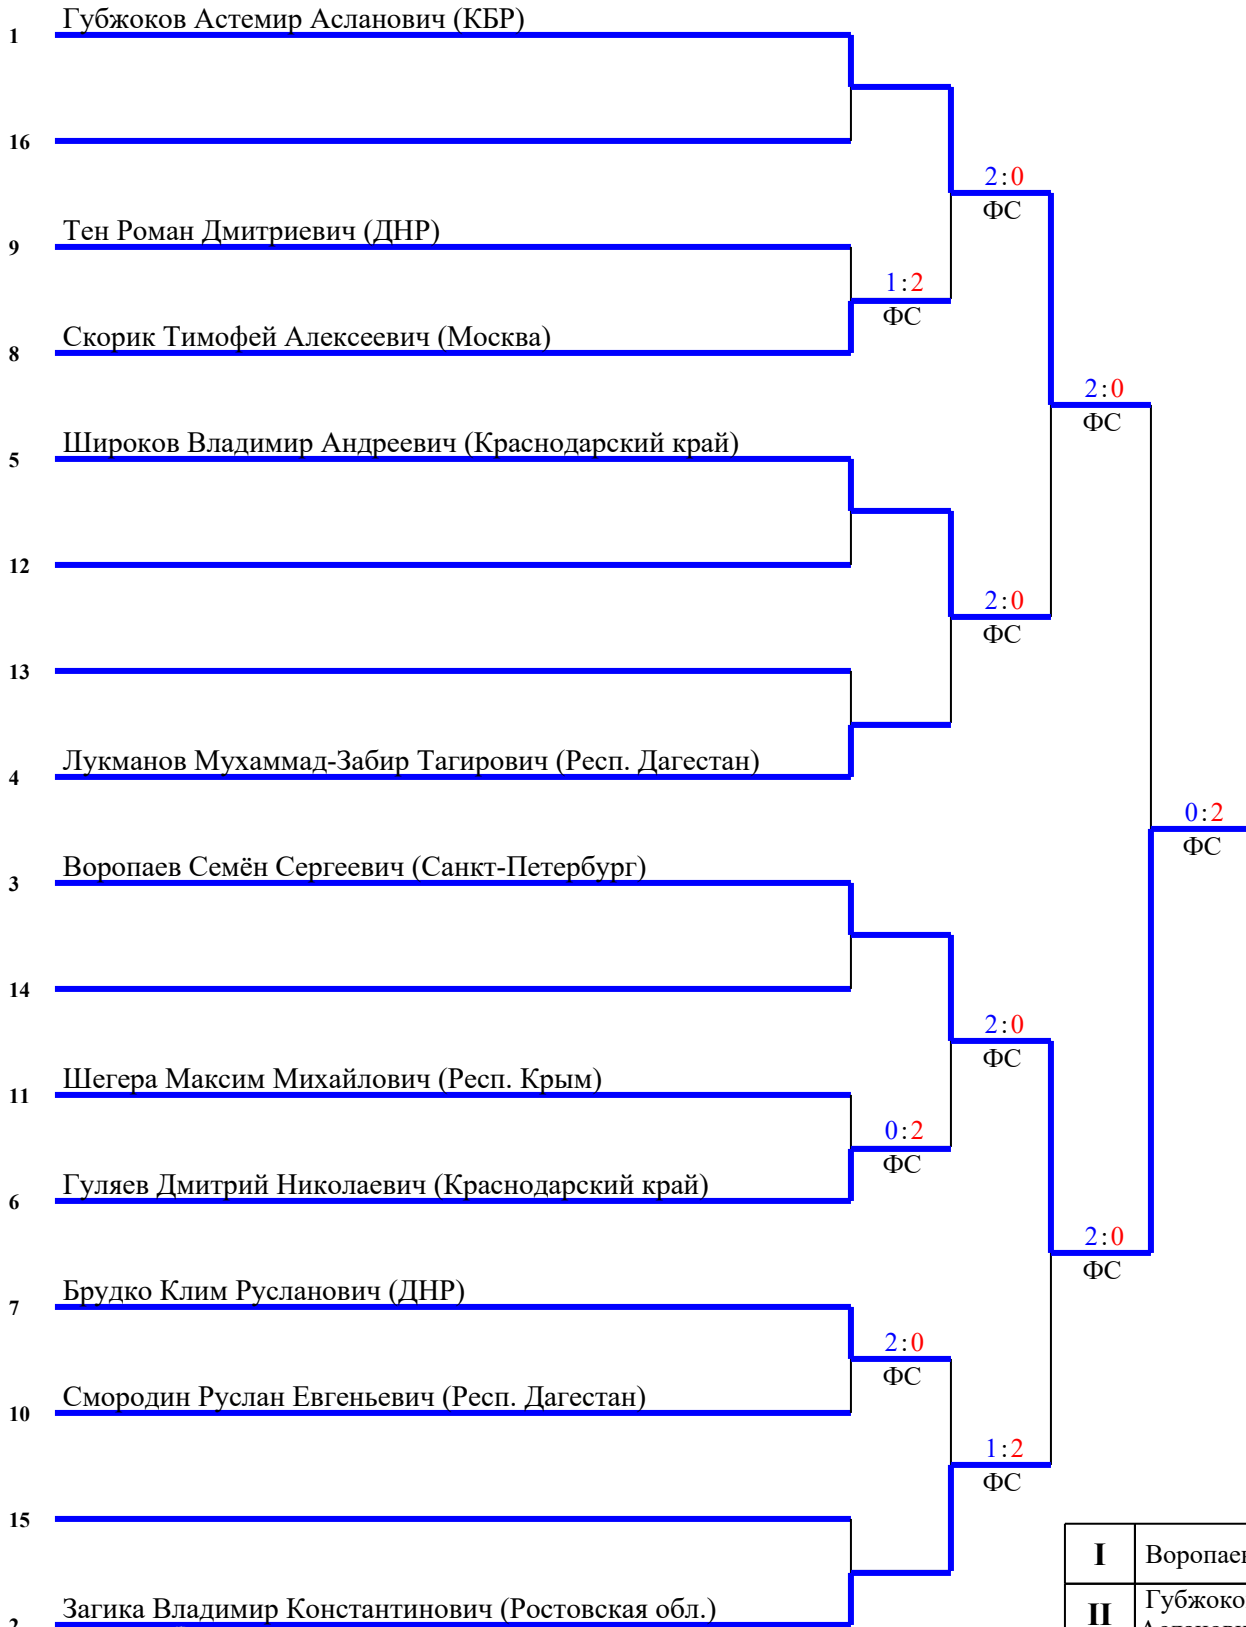 Губжоков Астемир Асланович (КБР)
1
16
2:0
ФС
Тен Роман Дмитриевич (ДНР)
9
1:2
ФС
Скорик Тимофей Алексеевич (Москва)
8
2:0
ФС
Широков Владимир Андреевич (Краснодарский край)
5
12
2:0
ФС
13
Лукманов Мухаммад-Забир Тагирович (Респ. Дагестан)
4
0:2
ФС
Воропаев Семён Сергеевич (Санкт-Петербург)
3
14
2:0
ФС
Шегера Максим Михайлович (Респ. Крым)
11
0:2
ФС
Гуляев Дмитрий Николаевич (Краснодарский край)
6
2:0
ФС
Брудко Клим Русланович (ДНР)
7
2:0
ФС
Смородин Руслан Евгеньевич (Респ. Дагестан)
10
1:2
ФС
15
I Воропаев
Загика Владимир Константинович (Ростовская обл.)
2
II Губжоко